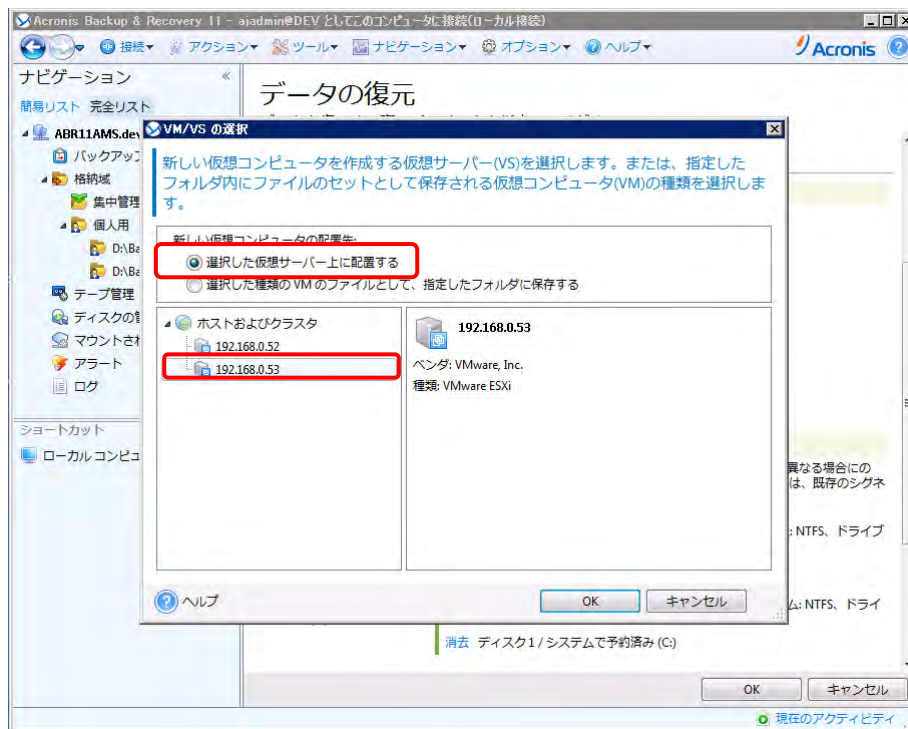 Acronis Backup & Recovery 11 - ajadmin@DEV としてこのコンピュータに接続(ローカル接続)
接続 アクション ツール ナビゲーション オプション ヘルプ Acronis
ナビゲーション
簡易リスト 完全リスト
ABR11AMS.dev
バックアップ
格納域
集中管理
個人用
D:\Ba
D:\Ba
テープ管理
ディスクの管
マウントされ
アラート
ログ
ショートカット
ローカル コンピュ
データの復元
VM/VS の選択
新しい仮想コンピュータを作成する仮想サーバー(VS)を選択します。または、指定した
フォルダ内にファイルのセットとして保存される仮想コンピュータ(VM)の種類を選択しま
す。
新しい仮想コンピュータの配置先:
選択した仮想サーバー上に配置する
選択した種類の VM のファイルとして、指定したフォルダに保存する
ホストおよびクラスタ
192.168.0.52
192.168.0.53
192.168.0.53
ベンダ: VMware, Inc.
種類: VMware ESXi
ヘルプ
OK キャンセル
異なる場合にの
は、既存のシグネ
: NTFS、ドライブ
ム: NTFS、ドライ
消去 ディスク 1 / システムで予約済み (C:)
OK キャンセル
現在のアクティビティ